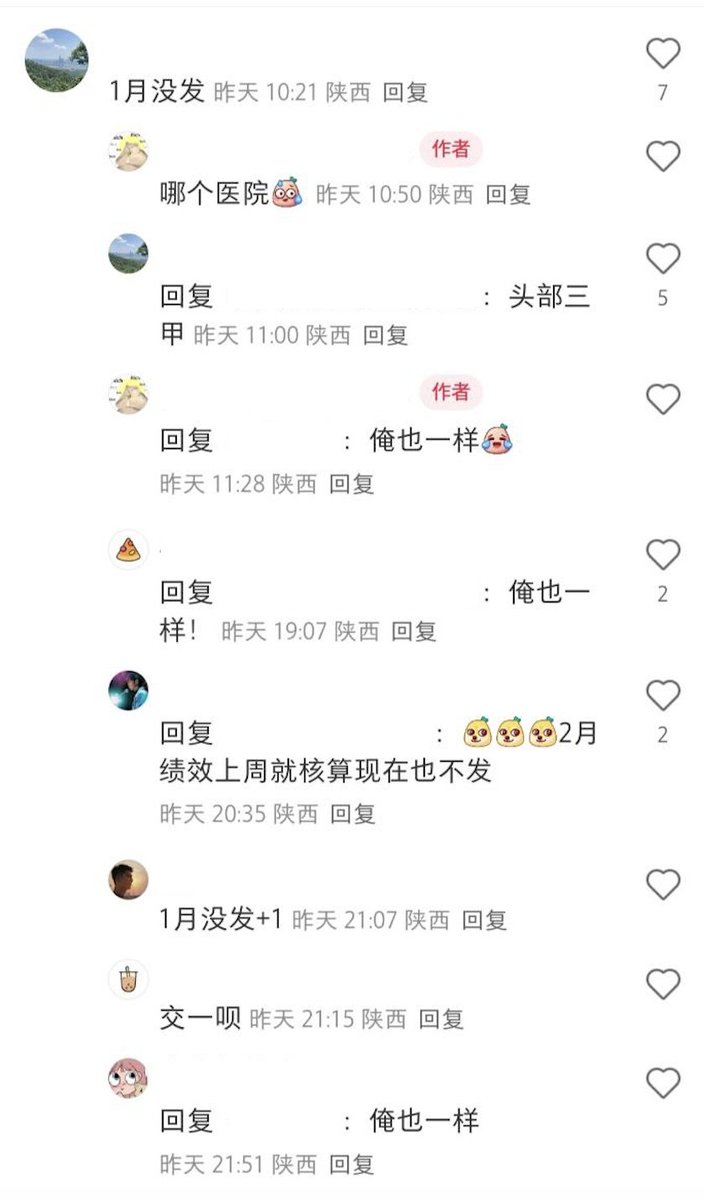 1月没发 昨天 10:21 陕西 回复
7
作者
哪个医院 昨天 10:50 陕西 回复
回复 ：头部三
5
甲 昨天 11:00 陕西 回复
作者
回复 ：俺也一样
昨天 11:28 陕西 回复
回复 ：俺也一
2
样！ 昨天 19:07 陕西 回复
回复 ：2月
2
绩效上周就核算现在也不发
昨天 20:35 陕西 回复
1月没发+1 昨天 21:07 陕西 回复
交一呗 昨天 21:15 陕西 回复
回复 ：俺也一样
昨天 21:51 陕西 回复